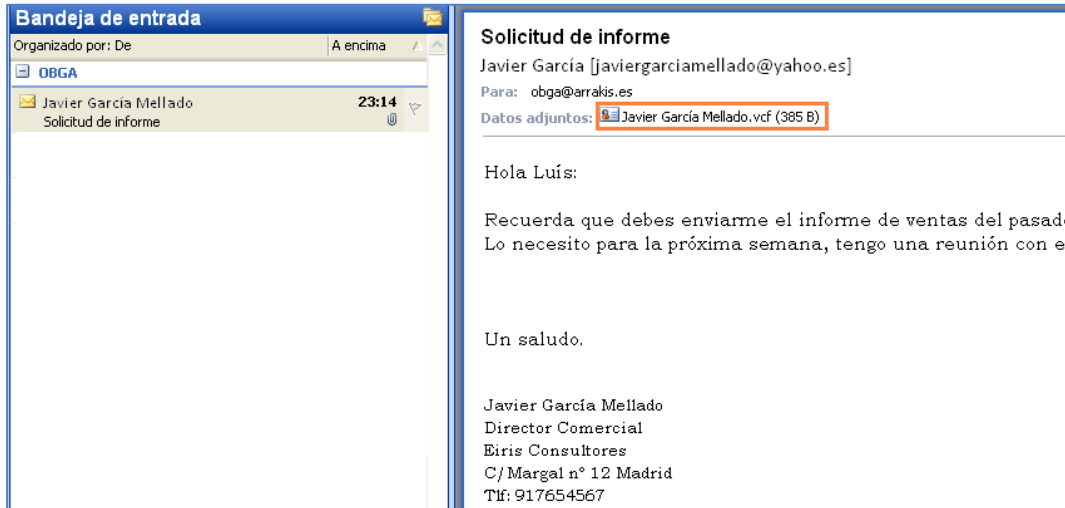 Bandeja de entrada
Organizado por: De
A encima
OBGA
Javier García Mellado
23:14
Solicitud de informe
Solicitud de informe
Javier García [javiergarciamellado@yahoo.es]
Para: obga@arrakis.es
Datos adjuntos: Javier García Mellado.vcf (385 B)
Hola Luís:
Recuerda que debes enviarme el informe de ventas del pasad
Lo necesito para la próxima semana, tengo una reunión con e
Un saludo.
Javier García Mellado
Director Comercial
Eiris Consultores
C/ Margal nº 12 Madrid
Tlf: 917654567